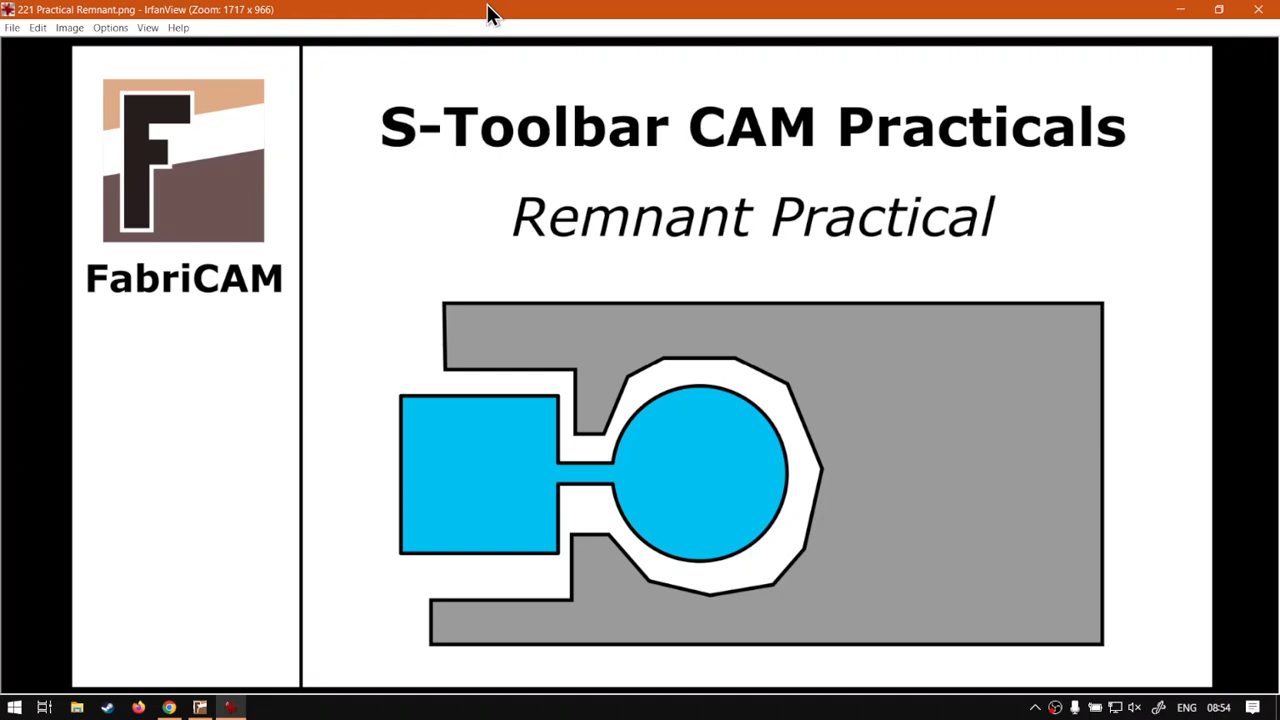 221 Practical Remnant.png - IrfanView (Zoom: 1717 x 966)
File Edit Image Options View Help
S-Toolbar CAM Practicals
Remnant Practical
F
FabriCAM
ENG 08:54